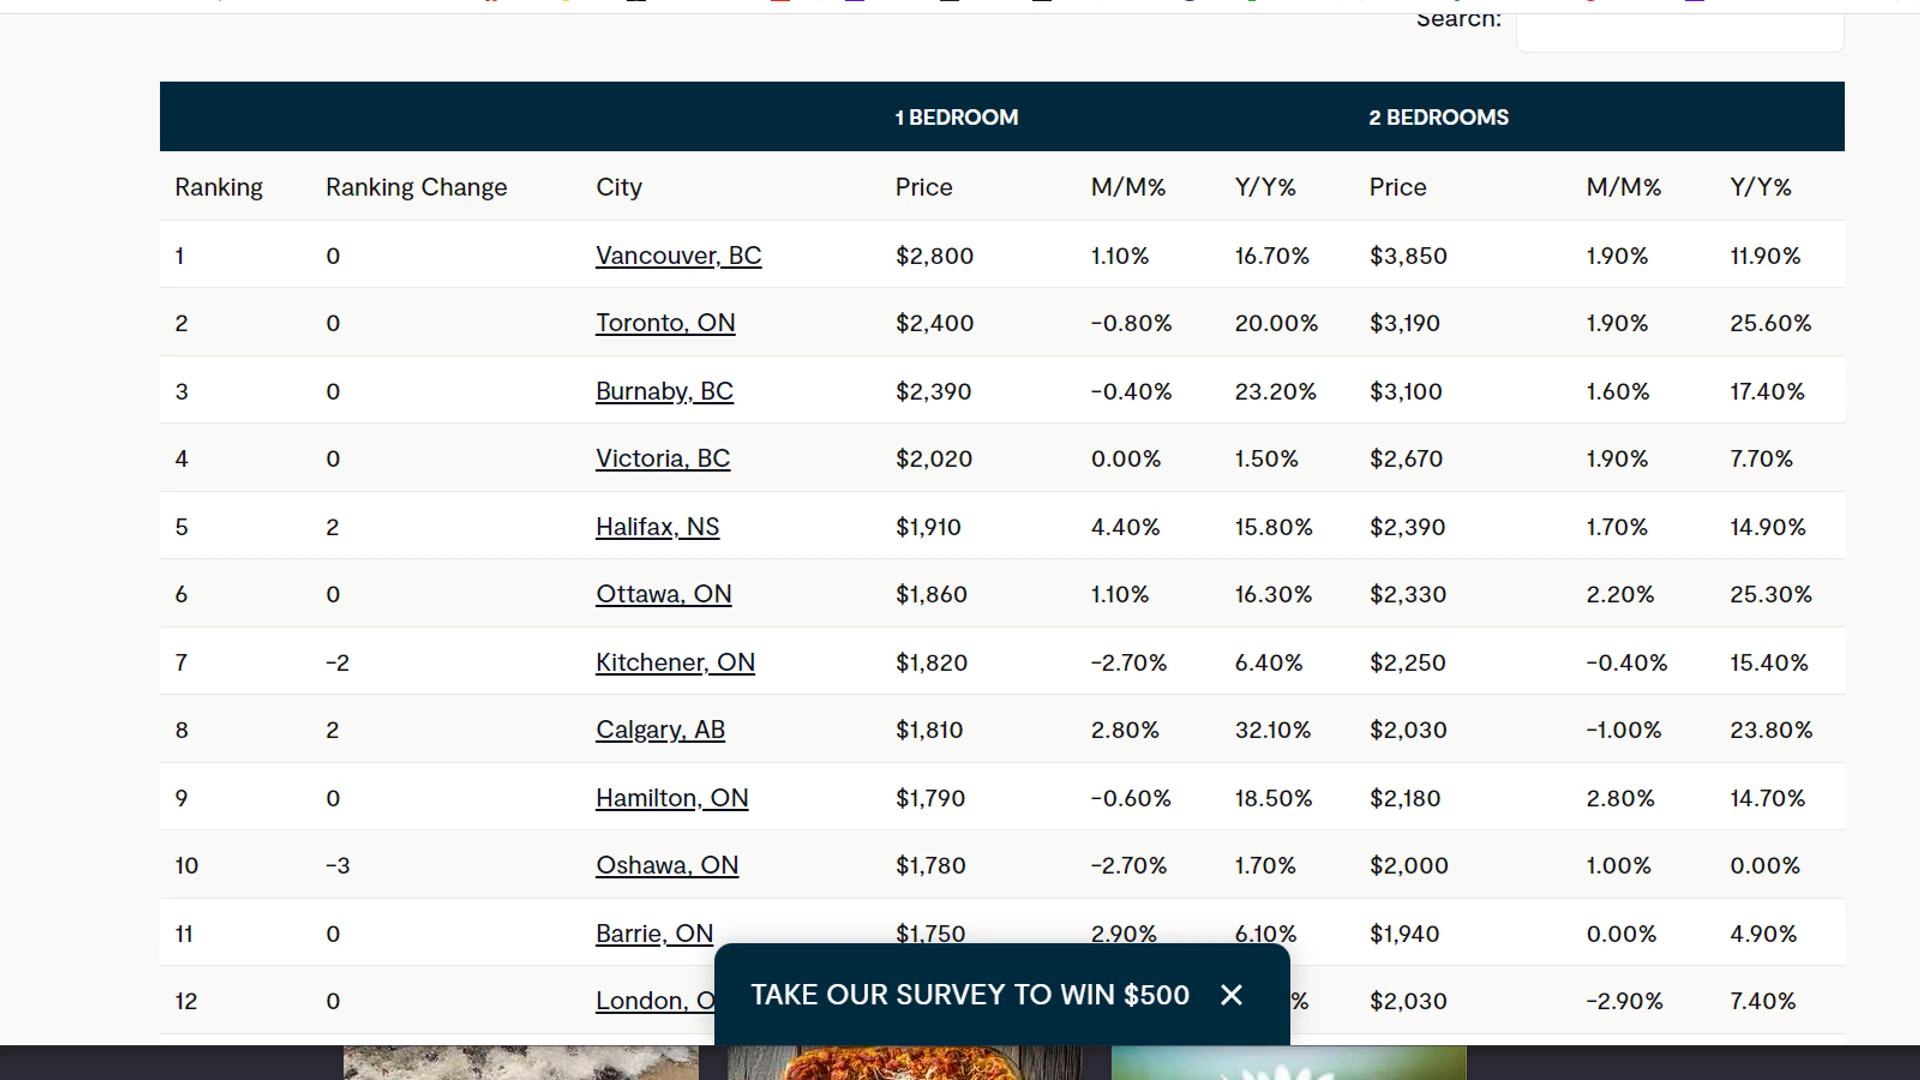 Search:
1 BEDROOM 2 BEDROOMS
Ranking Ranking Change City Price M/M% Y/Y% Price M/M% Y/Y%
1 0 Vancouver, BC $2,800 1.10% 16.70% $3,850 1.90% 11.90%
2 0 Toronto, ON $2,400 -0.80% 20.00% $3,190 1.90% 25.60%
3 0 Burnaby, BC $2,390 -0.40% 23.20% $3,100 1.60% 17.40%
4 0 Victoria, BC $2,020 0.00% 1.50% $2,670 1.90% 7.70%
5 2 Halifax, NS $1,910 4.40% 15.80% $2,390 1.70% 14.90%
6 0 Ottawa, ON $1,860 1.10% 16.30% $2,330 2.20% 25.30%
7 -2 Kitchener, ON $1,820 -2.70% 6.40% $2,250 -0.40% 15.40%
8 2 Calgary, AB $1,810 2.80% 32.10% $2,030 -1.00% 23.80%
9 0 Hamilton, ON $1,790 -0.60% 18.50% $2,180 2.80% 14.70%
10 -3 Oshawa, ON $1,780 -2.70% 1.70% $2,000 1.00% 0.00%
11 0 Barrie, ON $1,750 2.90% 6.10% $1,940 0.00% 4.90%
12 0 London, O % $2,030 -2.90% 7.40%
TAKE OUR SURVEY TO WIN $500 ✕